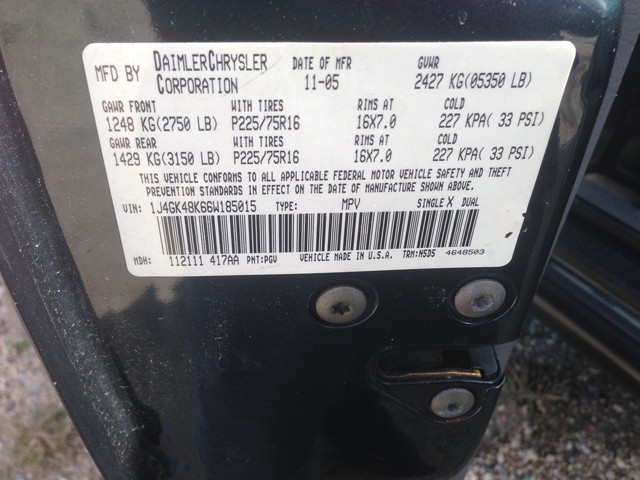 MFD BY DAIMLERCHRYSLER CORPORATION DATE OF MFR 11-05 GVWR 2427 KG(05350 LB)
GAWR FRONT WITH TIRES RIMS AT COLD
1248 KG(2750 LB) P225/75R16 16X7.0 227 KPA( 33 PSI)
GAWR REAR WITH TIRES RIMS AT COLD
1429 KG(3150 LB) P225/75R16 16X7.0 227 KPA( 33 PSI)
THIS VEHICLE CONFORMS TO ALL APPLICABLE FEDERAL MOTOR VEHICLE SAFETY AND THEFT
PREVENTION STANDARDS IN EFFECT ON THE DATE OF MANUFACTURE SHOWN ABOVE.
VIN: 1J4GK48K66W185015 TYPE: MPV SINGLE X DUAL
MDH: 112111 417AA PNT:PGV VEHICLE MADE IN U.S.A. TRM:N5D5 4648503